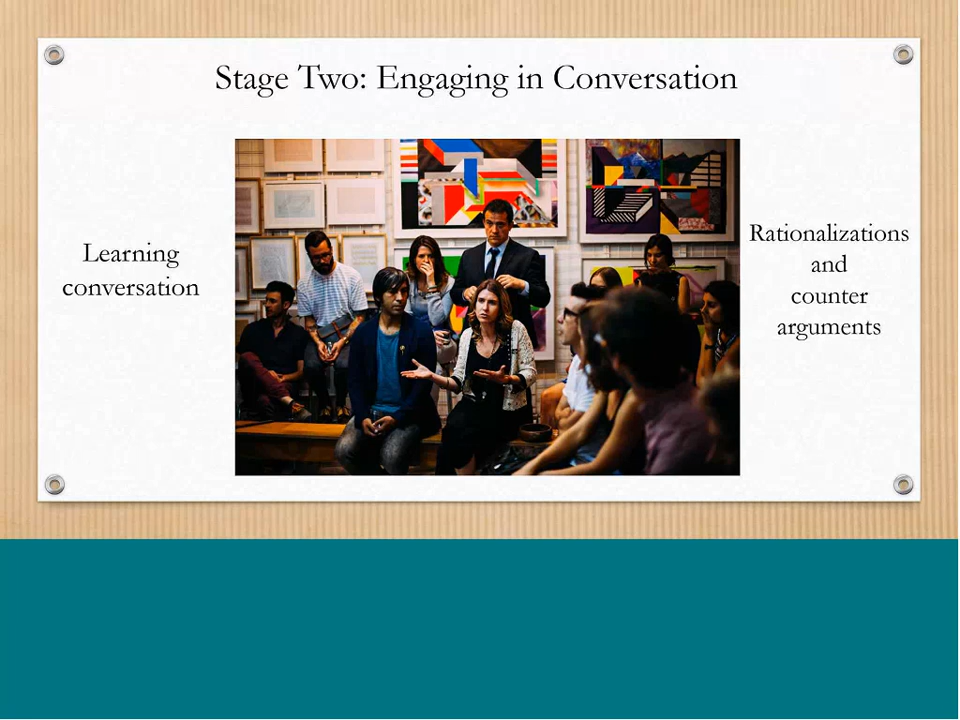 Stage Two: Engaging in Conversation
Learning
conversation
Rationalizations
and
counter
arguments